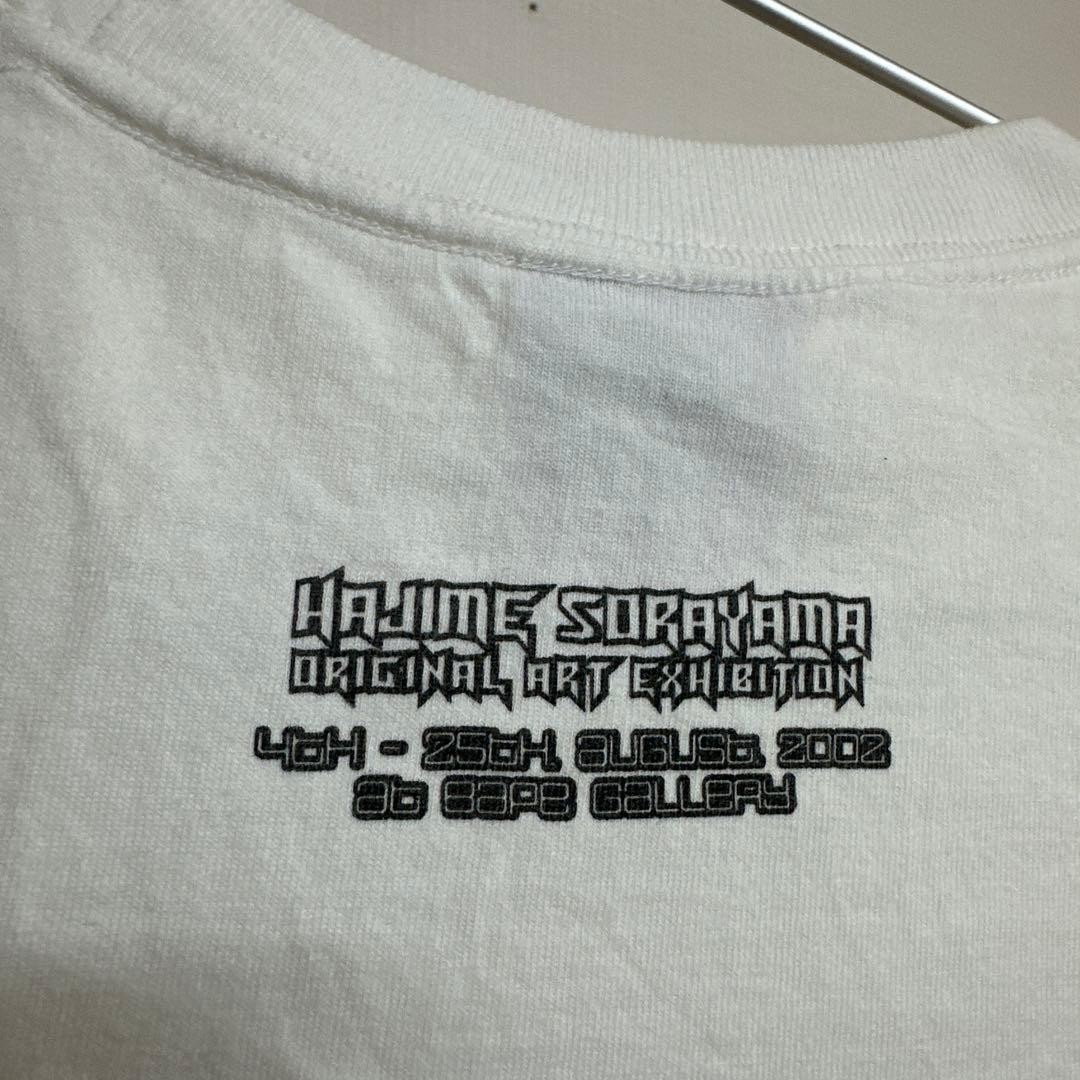 HAJIME SORAYAMA
ORIGINAL ART EXHIBITION
4th - 25th, august, 2002
at BAPE GALLERY